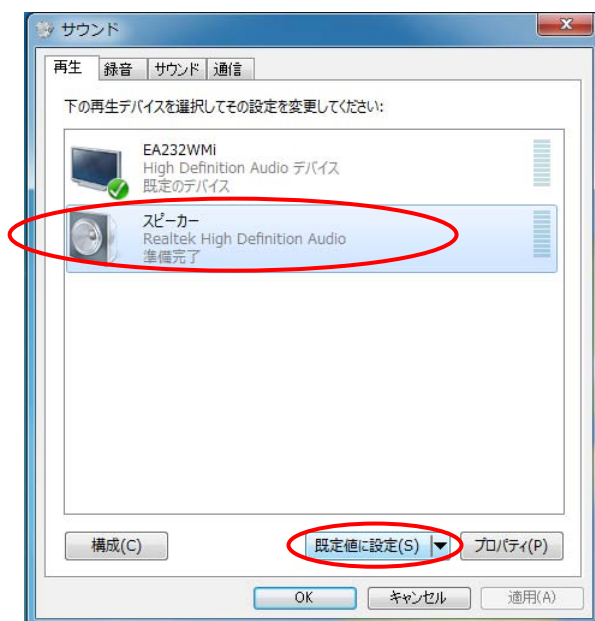 サウンド
再生 録音 サウンド 通信
下の再生デバイスを選択してその設定を変更してください:
EA232WMi
High Definition Audio デバイス
既定のデバイス
スピーカー
Realtek High Definition Audio
準備完了
構成(C) 既定値に設定(S) プロパティ(P)
OK キャンセル 適用(A)